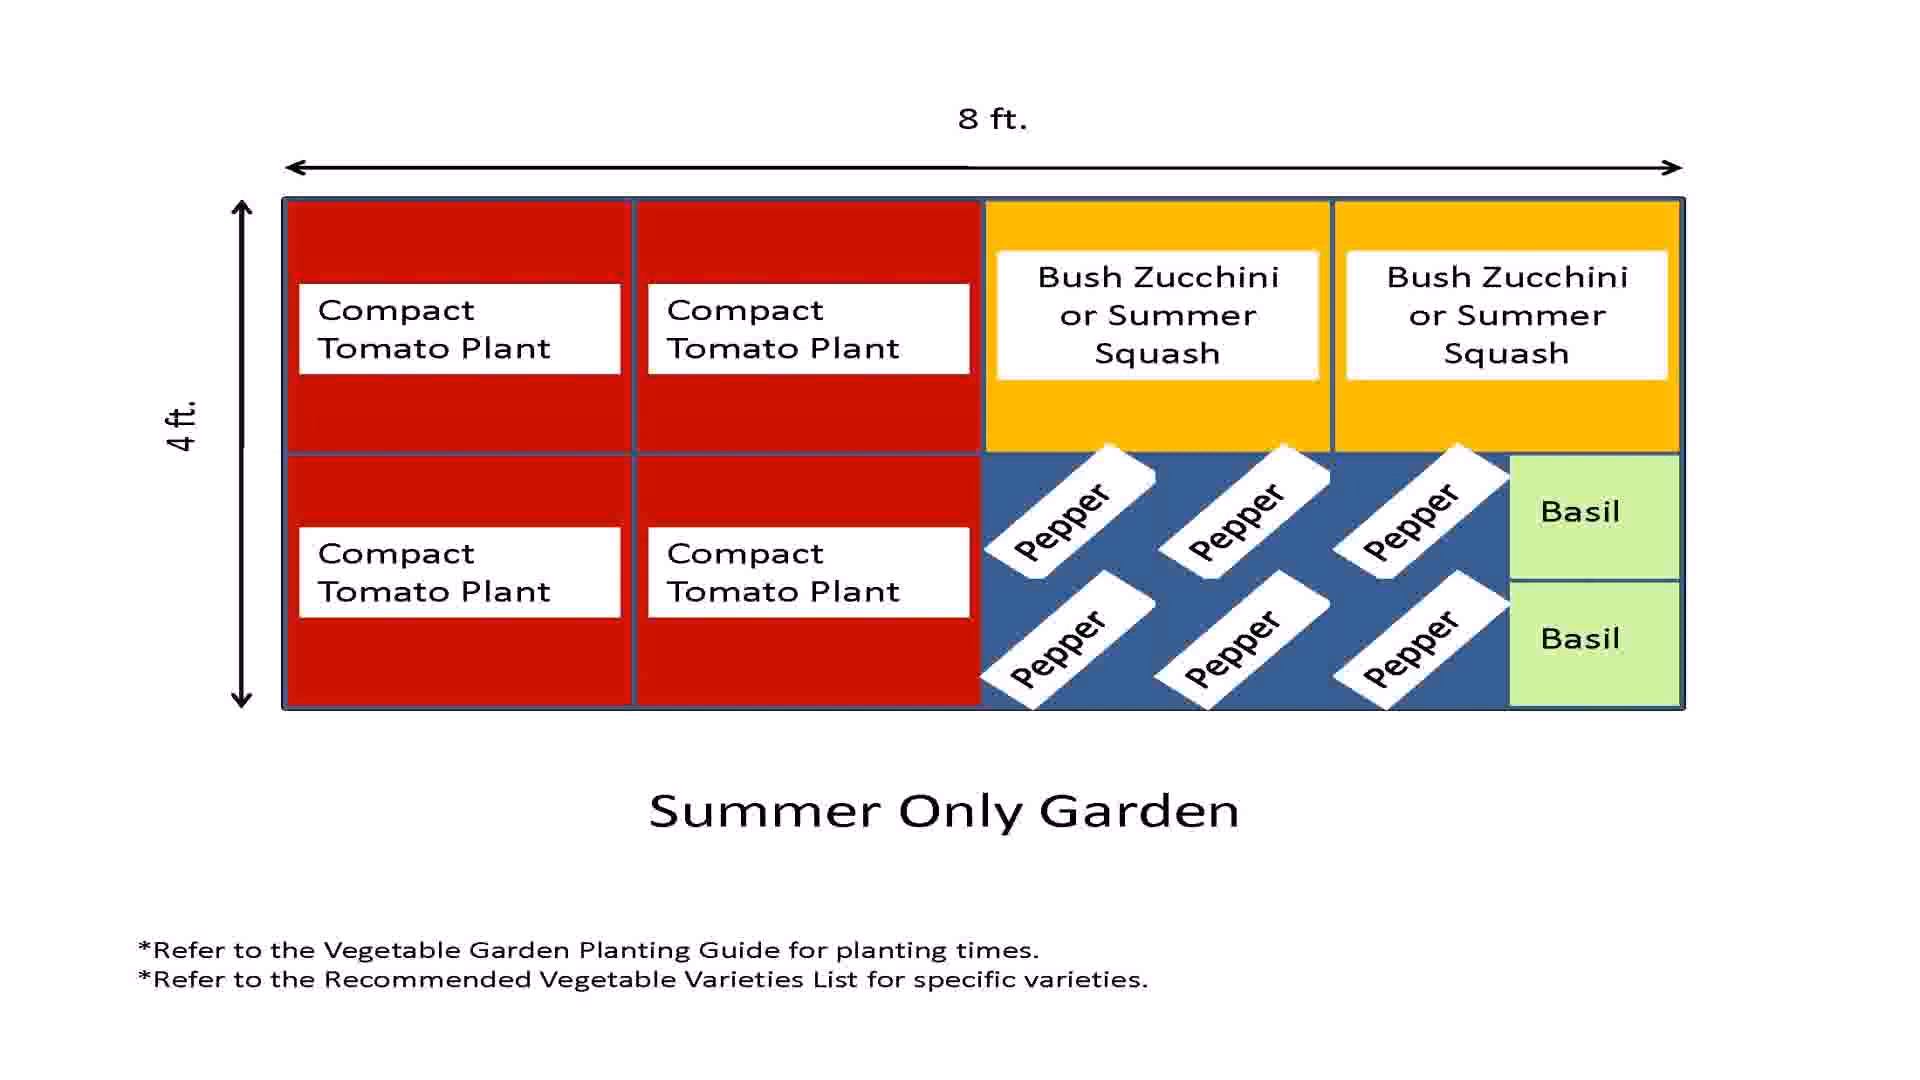 8 ft.
4 ft.
Compact
Tomato Plant
Compact
Tomato Plant
Bush Zucchini
or Summer
Squash
Bush Zucchini
or Summer
Squash
Compact
Tomato Plant
Compact
Tomato Plant
Pepper
Pepper
Pepper
Basil
Pepper
Pepper
Pepper
Basil
Summer Only Garden
*Refer to the Vegetable Garden Planting Guide for planting times.
*Refer to the Recommended Vegetable Varieties List for specific varieties.